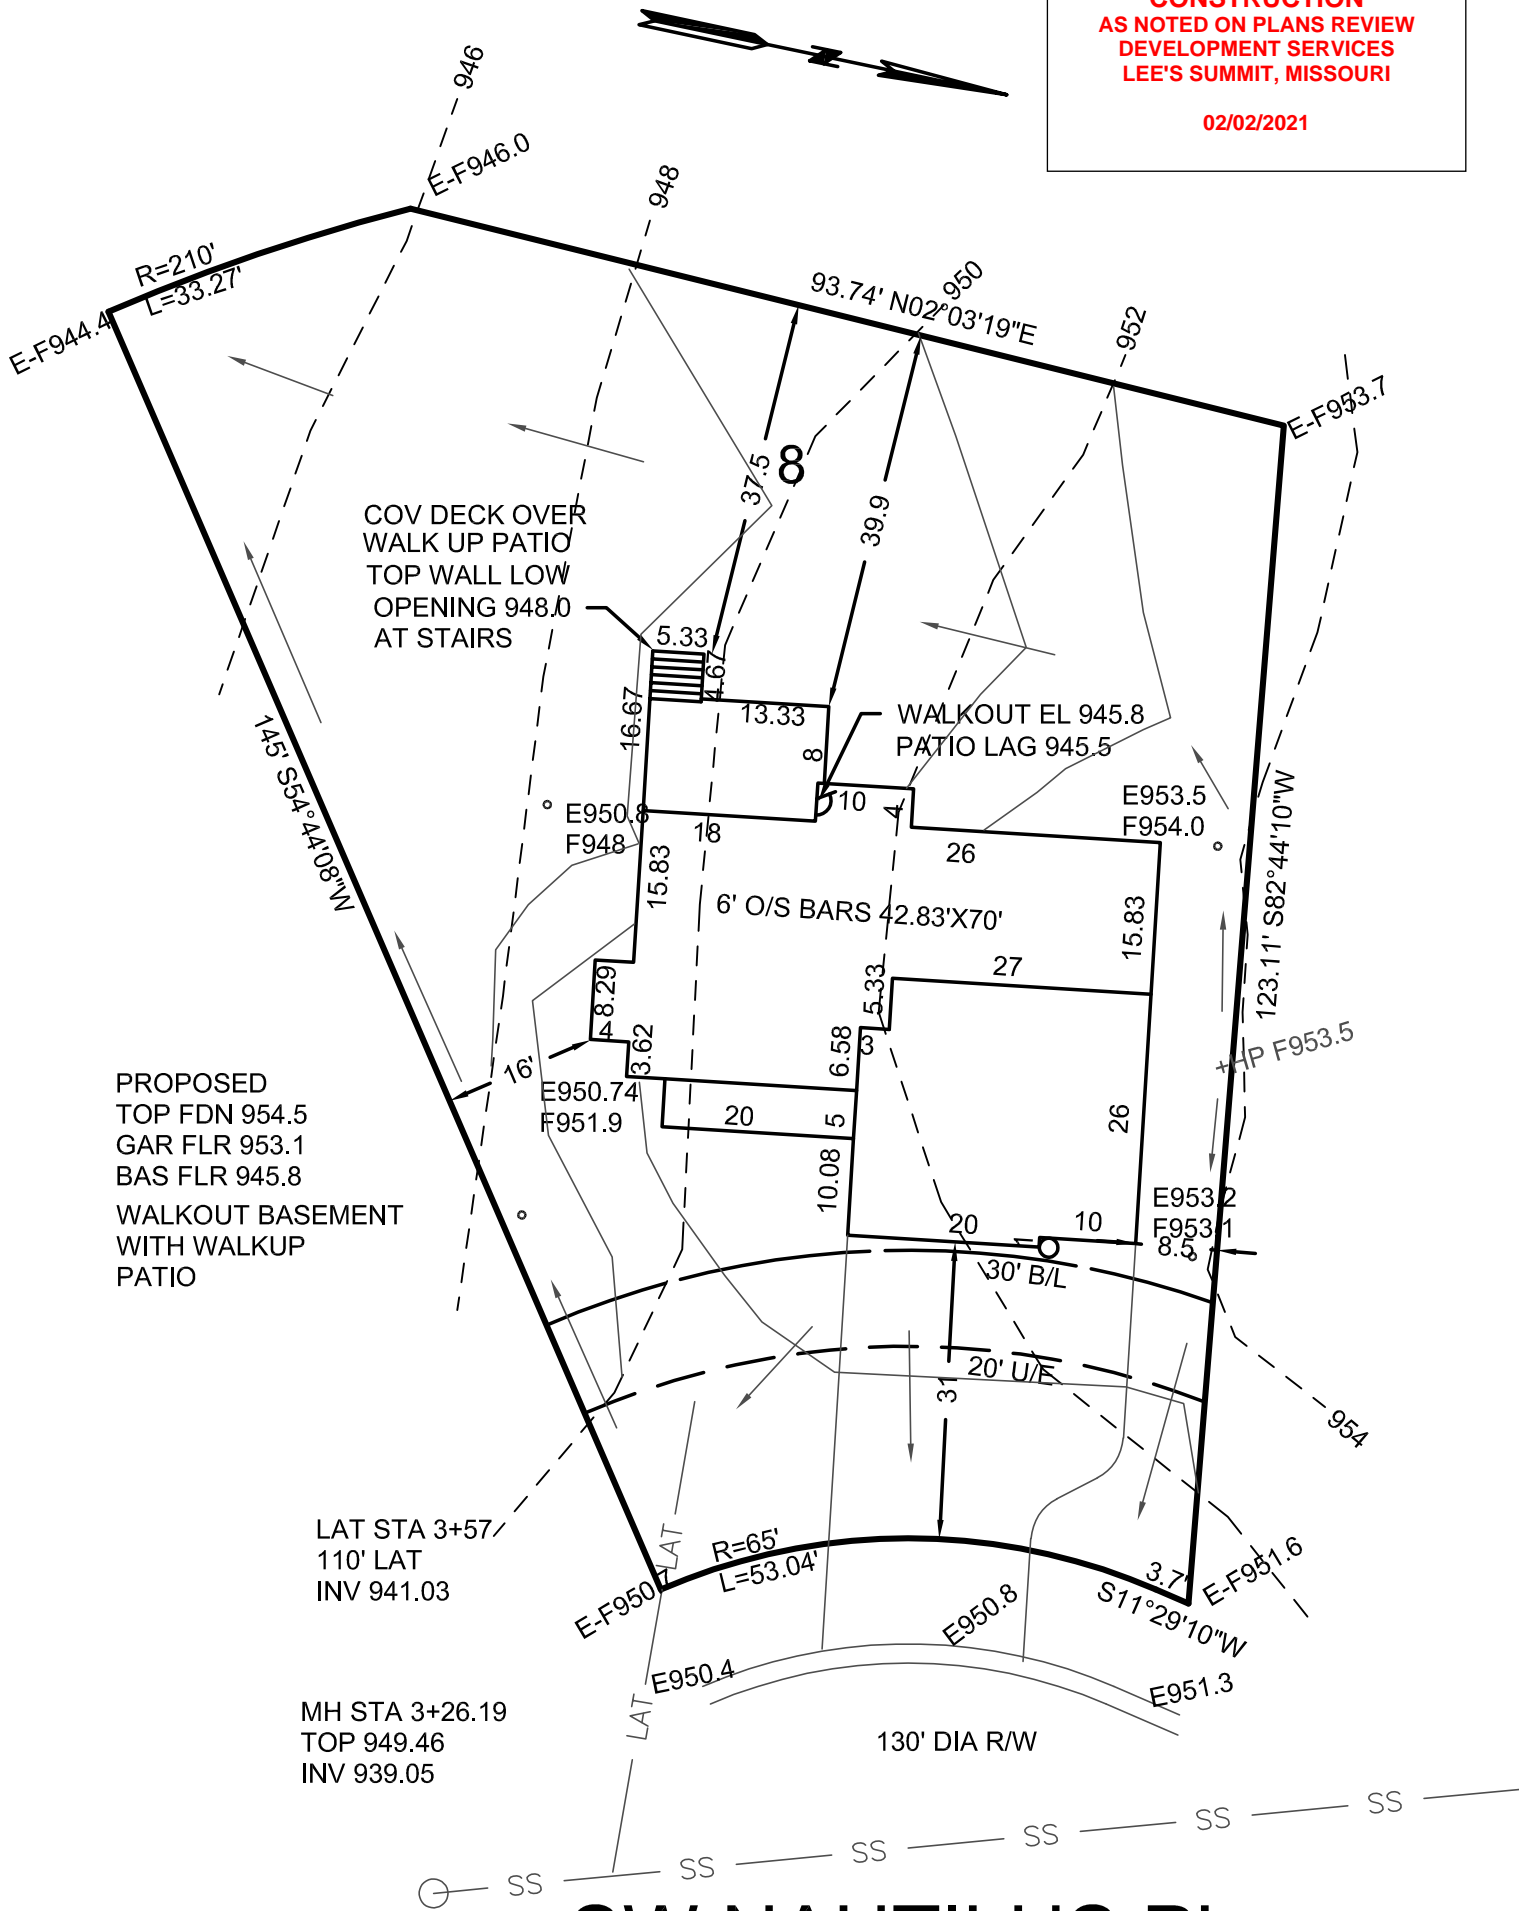 CONSTRUCTION
AS NOTED ON PLANS REVIEW
DEVELOPMENT SERVICES
LEE'S SUMMIT, MISSOURI
02/02/2021
N
946
E-F946.0
948
R=210'
L=33.27'
E-F944.4
93.74' N02°03'19"E
950
952
E-F953.7
8
37.5
39.9
COV DECK OVER
WALK UP PATIO
TOP WALL LOW
OPENING 948.0
AT STAIRS
5.33
4.67
16.67
13.33
8
WALKOUT EL 945.8
PATIO LAG 945.5
10
4
E950.8
F948
18
26
E953.5
F954.0
145' S54°44'08"W
15.83
6' O/S BARS 42.83'X70'
15.83
123.11' S82°44'10"W
27
5.33
8.29
4
3.62
6.58
3
+HP F953.5
16'
E950.74
F951.9
20
5
26
PROPOSED
TOP FDN 954.5
GAR FLR 953.1
BAS FLR 945.8
WALKOUT BASEMENT
WITH WALKUP
PATIO
10.08
E953.2
F953.1
20
1
10
8.5
30' B/L
20' U/E
31
954
LAT STA 3+57
110' LAT
INV 941.03
LAT
R=65'
L=53.04'
3.7'
S11°29'10"W
E-F951.6
E-F950.7
E950.8
E950.4
E951.3
LAT
MH STA 3+26.19
TOP 949.46
INV 939.05
130' DIA R/W
SS SS SS SS SS SS